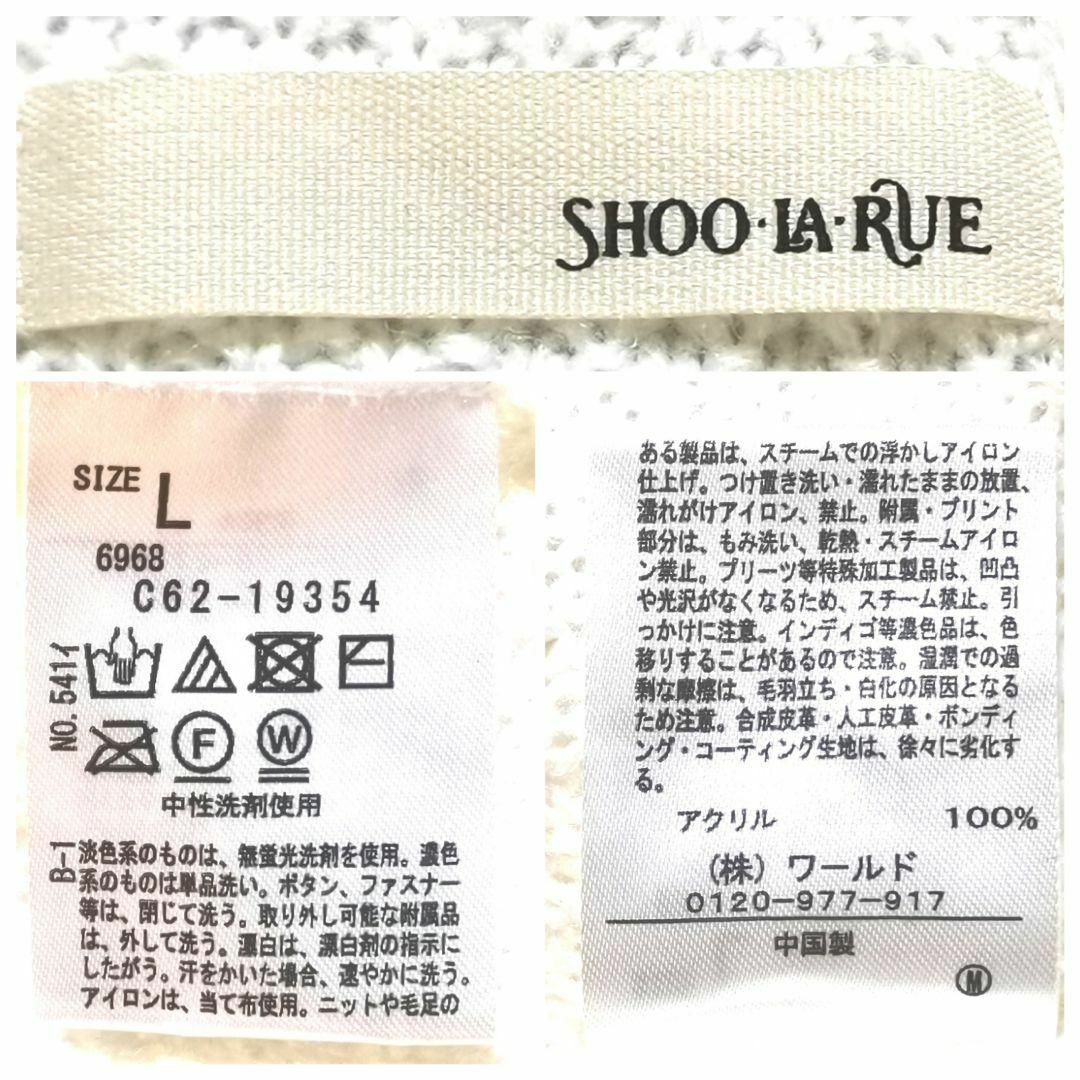 SHOO·LA·RUE
SIZE L
6968
C62-19354
NO.541イ
F
W
中性洗剤使用
B-1
淡色系のものは、無蛍光洗剤を使用。濃色
系のものは単品洗い。ボタン、ファスナー
等は、閉じて洗う。取り外し可能な附属品
は、外して洗う。漂白は、漂白剤の指示に
したがう。汗をかいた場合、速やかに洗う。
アイロンは、当て布使用。ニットや毛足の
ある製品は、スチームでの浮かしアイロン
仕上げ。つけ置き洗い・濡れたままの放置、
濡れがけアイロン、禁止。附属・プリント
部分は、もみ洗い、乾熱・スチームアイロ
ン禁止。プリーツ等特殊加工製品は、凹凸
や光沢がなくなるため、スチーム禁止。引
っかけに注意。インディゴ等濃色品は、色
移りすることがあるので注意。湿潤での過
剰な摩擦は、毛羽立ち・白化の原因となる
ため注意。合成皮革・人工皮革・ボンディ
ング・コーティング生地は、徐々に劣化す
る。
アクリル 100%
(株) ワールド
0120-977-917
中国製
M